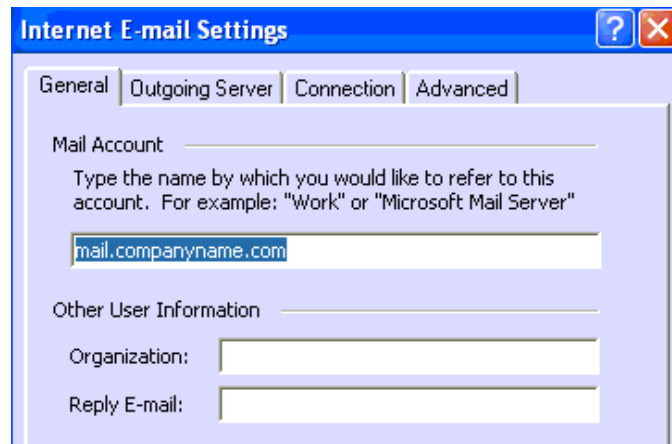 Internet E-mail Settings
General Outgoing Server Connection Advanced
Mail Account
Type the name by which you would like to refer to this
account. For example: "Work" or "Microsoft Mail Server"
mail.companyname.com
Other User Information
Organization:
Reply E-mail: